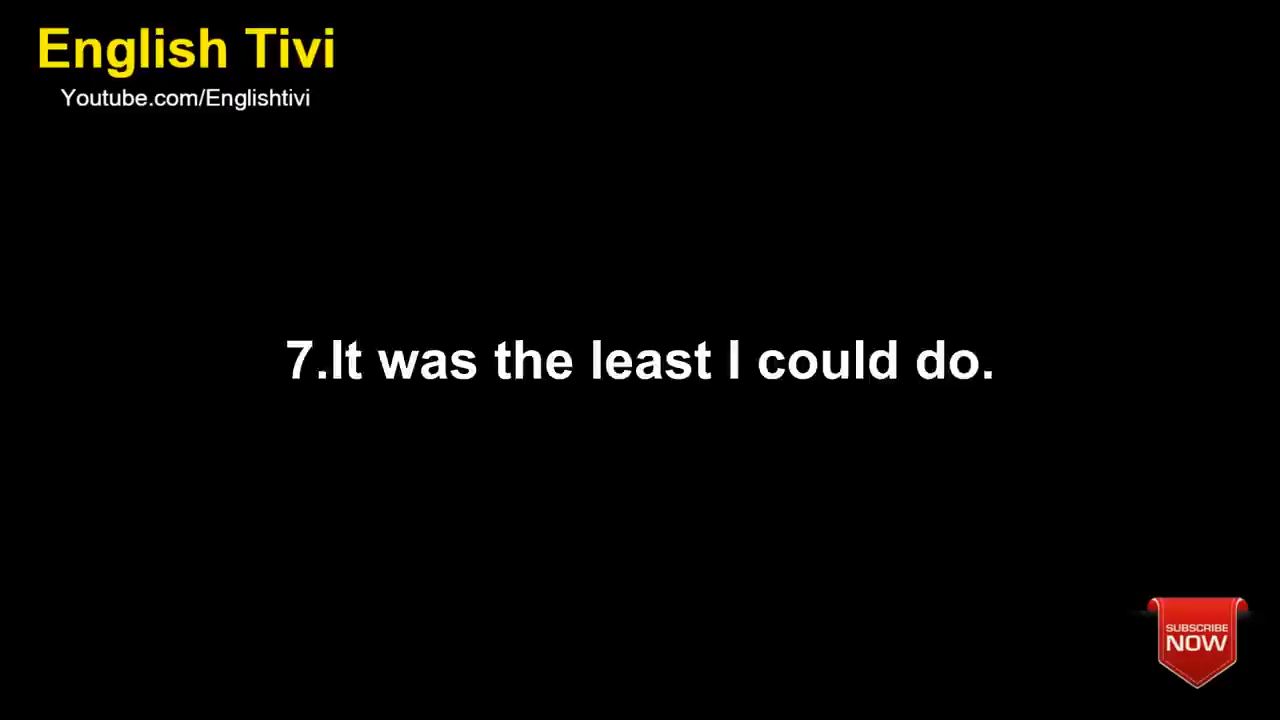 English Tivi
Youtube.com/Englishtivi
7.It was the least I could do.
SUBSCRIBE
NOW